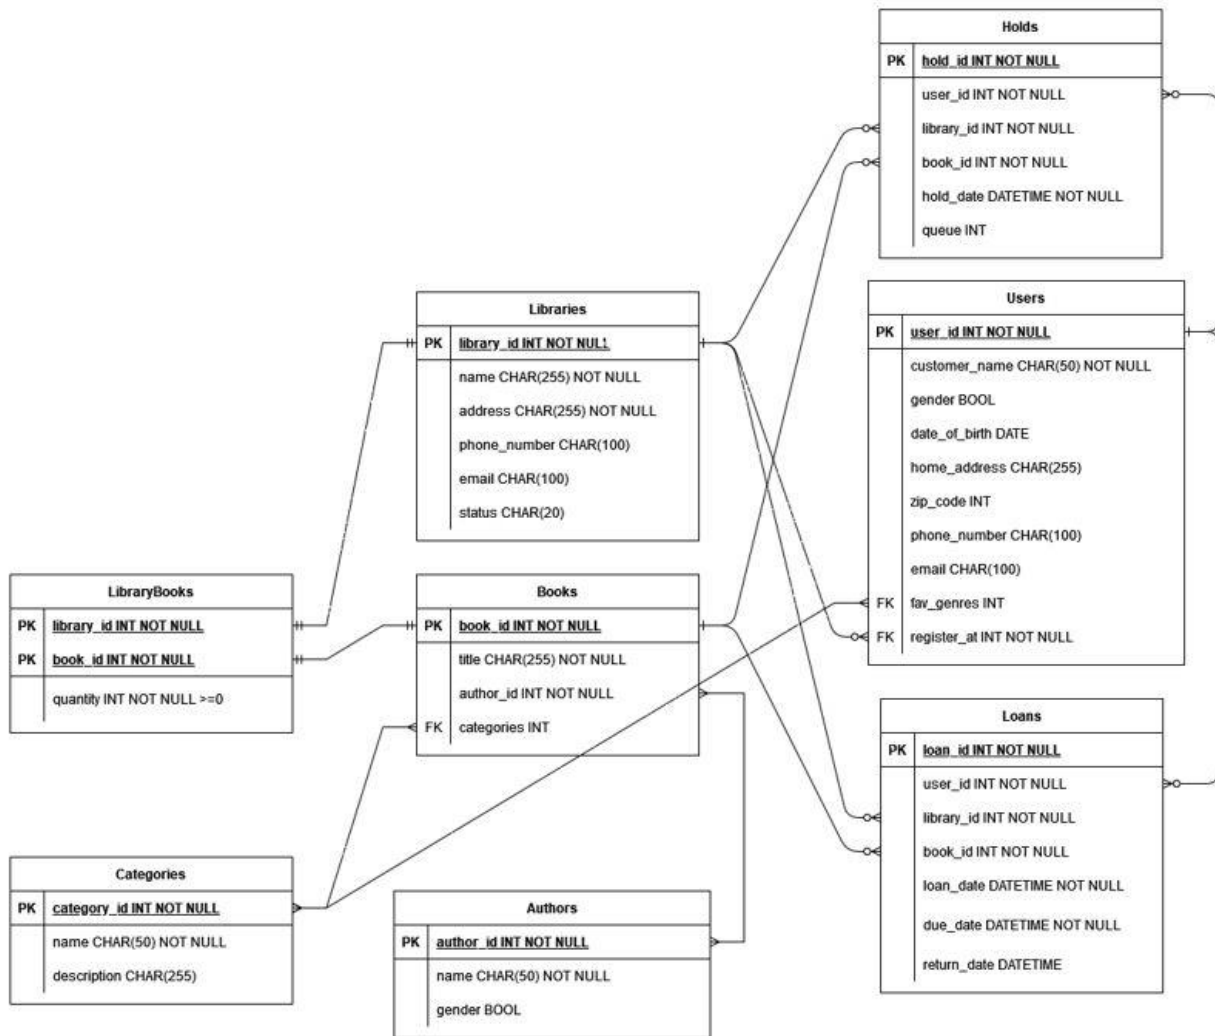 Holds
PK hold_id INT NOT NULL
user_id INT NOT NULL
library_id INT NOT NULL
book_id INT NOT NULL
hold_date DATETIME NOT NULL
queue INT
Libraries
PK library_id INT NOT NULL
name CHAR(255) NOT NULL
address CHAR(255) NOT NULL
phone_number CHAR(100)
email CHAR(100)
status CHAR(20)
Users
PK user_id INT NOT NULL
customer_name CHAR(50) NOT NULL
gender BOOL
date_of_birth DATE
home_address CHAR(255)
zip_code INT
phone_number CHAR(100)
email CHAR(100)
FK fav_genres INT
FK register_at INT NOT NULL
LibraryBooks
PK library_id INT NOT NULL
PK book_id INT NOT NULL
quantity INT NOT NULL >=0
Books
PK book_id INT NOT NULL
title CHAR(255) NOT NULL
author_id INT NOT NULL
FK categories INT
Loans
PK loan_id INT NOT NULL
user_id INT NOT NULL
library_id INT NOT NULL
book_id INT NOT NULL
loan_date DATETIME NOT NULL
due_date DATETIME NOT NULL
return_date DATETIME
Categories
PK category_id INT NOT NULL
name CHAR(50) NOT NULL
description CHAR(255)
Authors
PK author_id INT NOT NULL
name CHAR(50) NOT NULL
gender BOOL